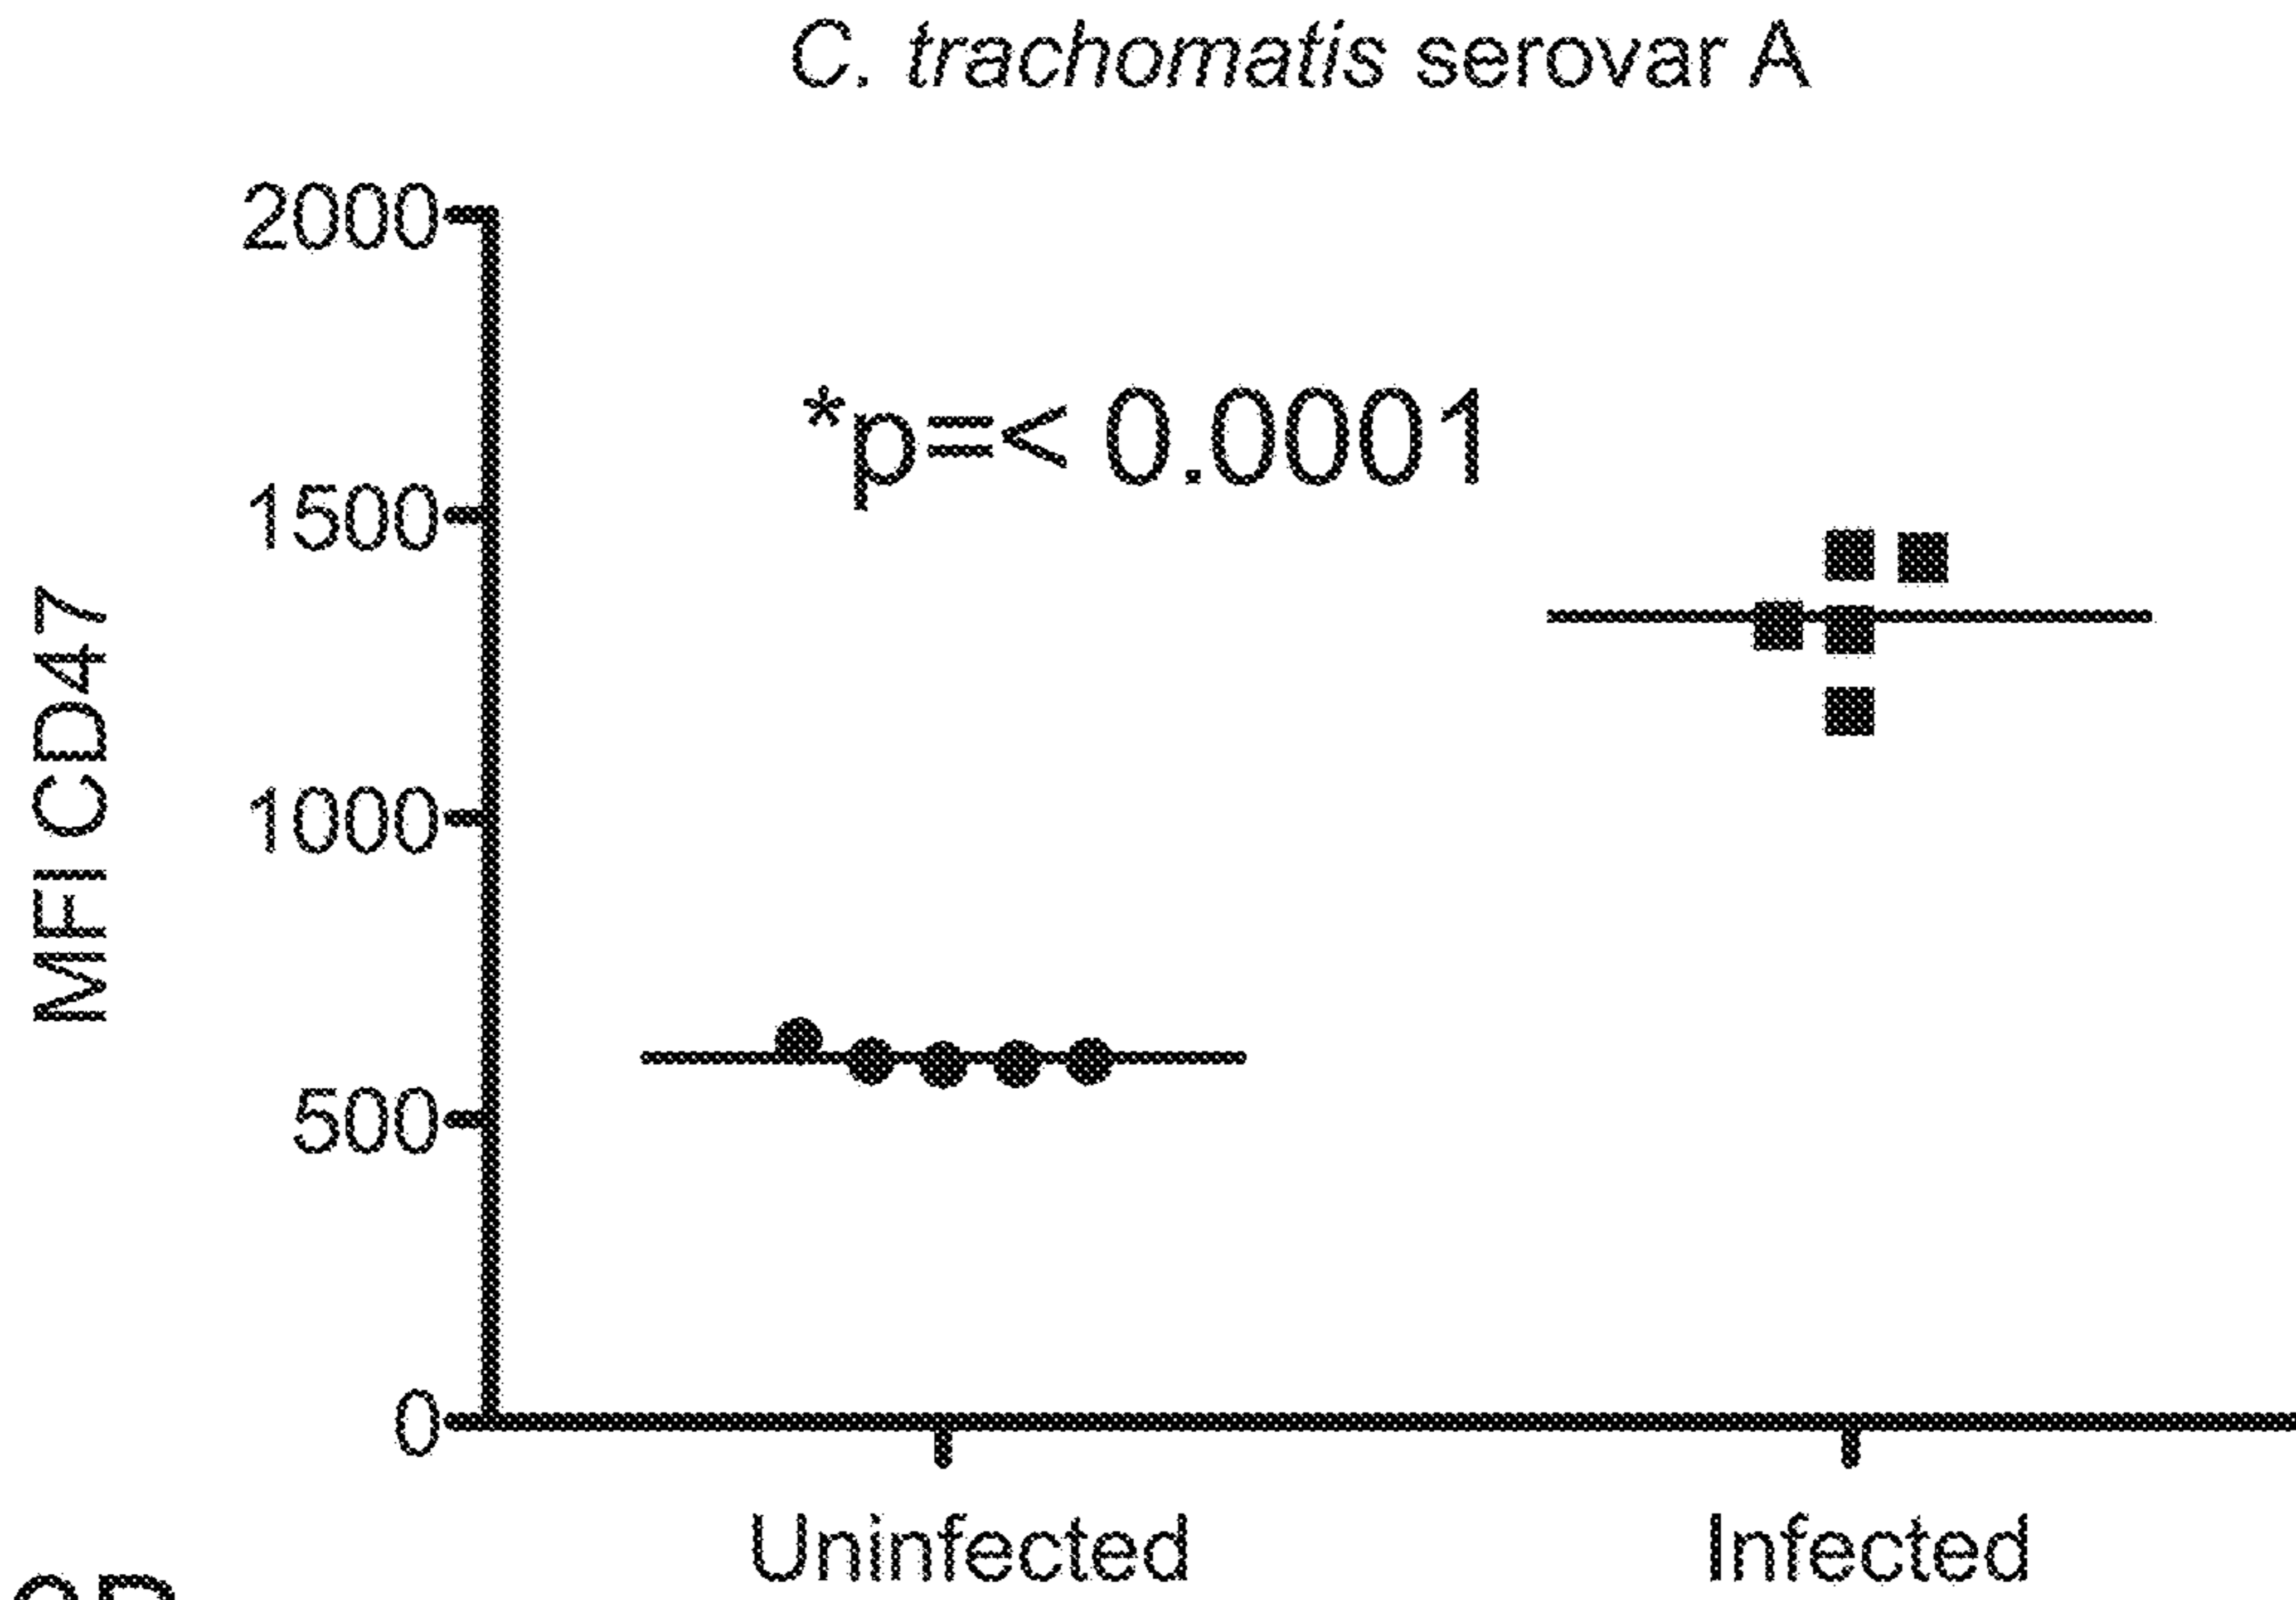 C. trachomatis serovar A
2000
*p=< 0.0001
1500
MFI CD47
1000
500
0
Uninfected
Infected